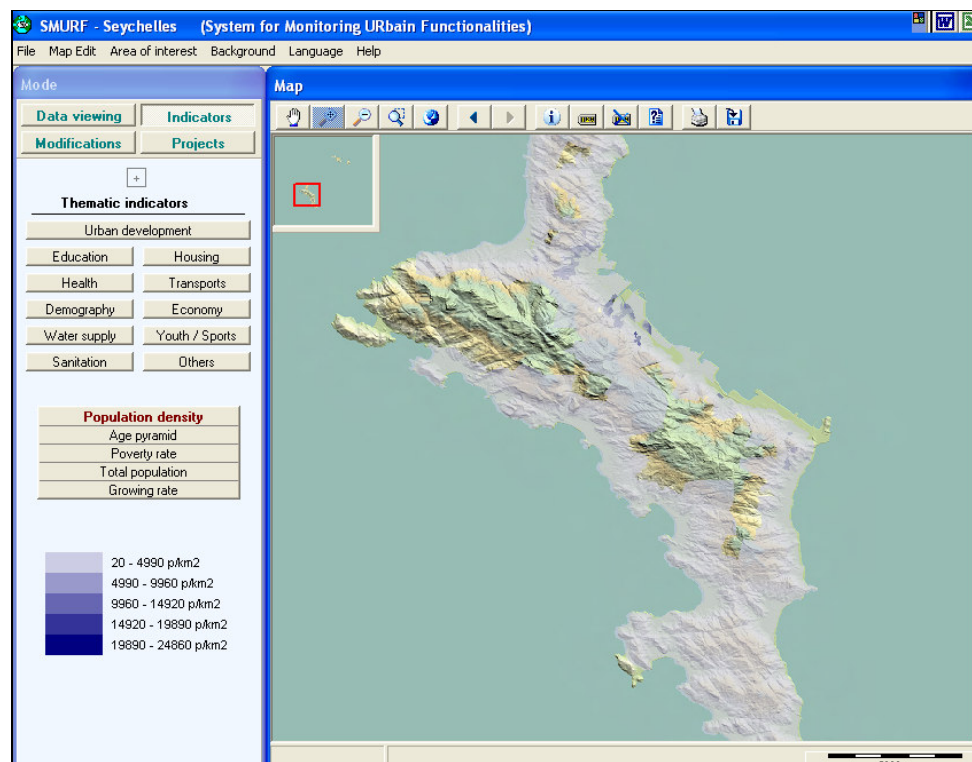 SMURF - Seychelles (System for Monitoring URbain Functionalities)
File Map Edit Area of interest Background Language Help
Mode
Data viewing Indicators
Modifications Projects
Thematic indicators
Urban development
Education Housing
Health Transports
Demography Economy
Water supply Youth / Sports
Sanitation Others
Population density
Age pyramid
Poverty rate
Total population
Growing rate
20 - 4990 p/km2
4990 - 9960 p/km2
9960 - 14920 p/km2
14920 - 19890 p/km2
19890 - 24860 p/km2
Map